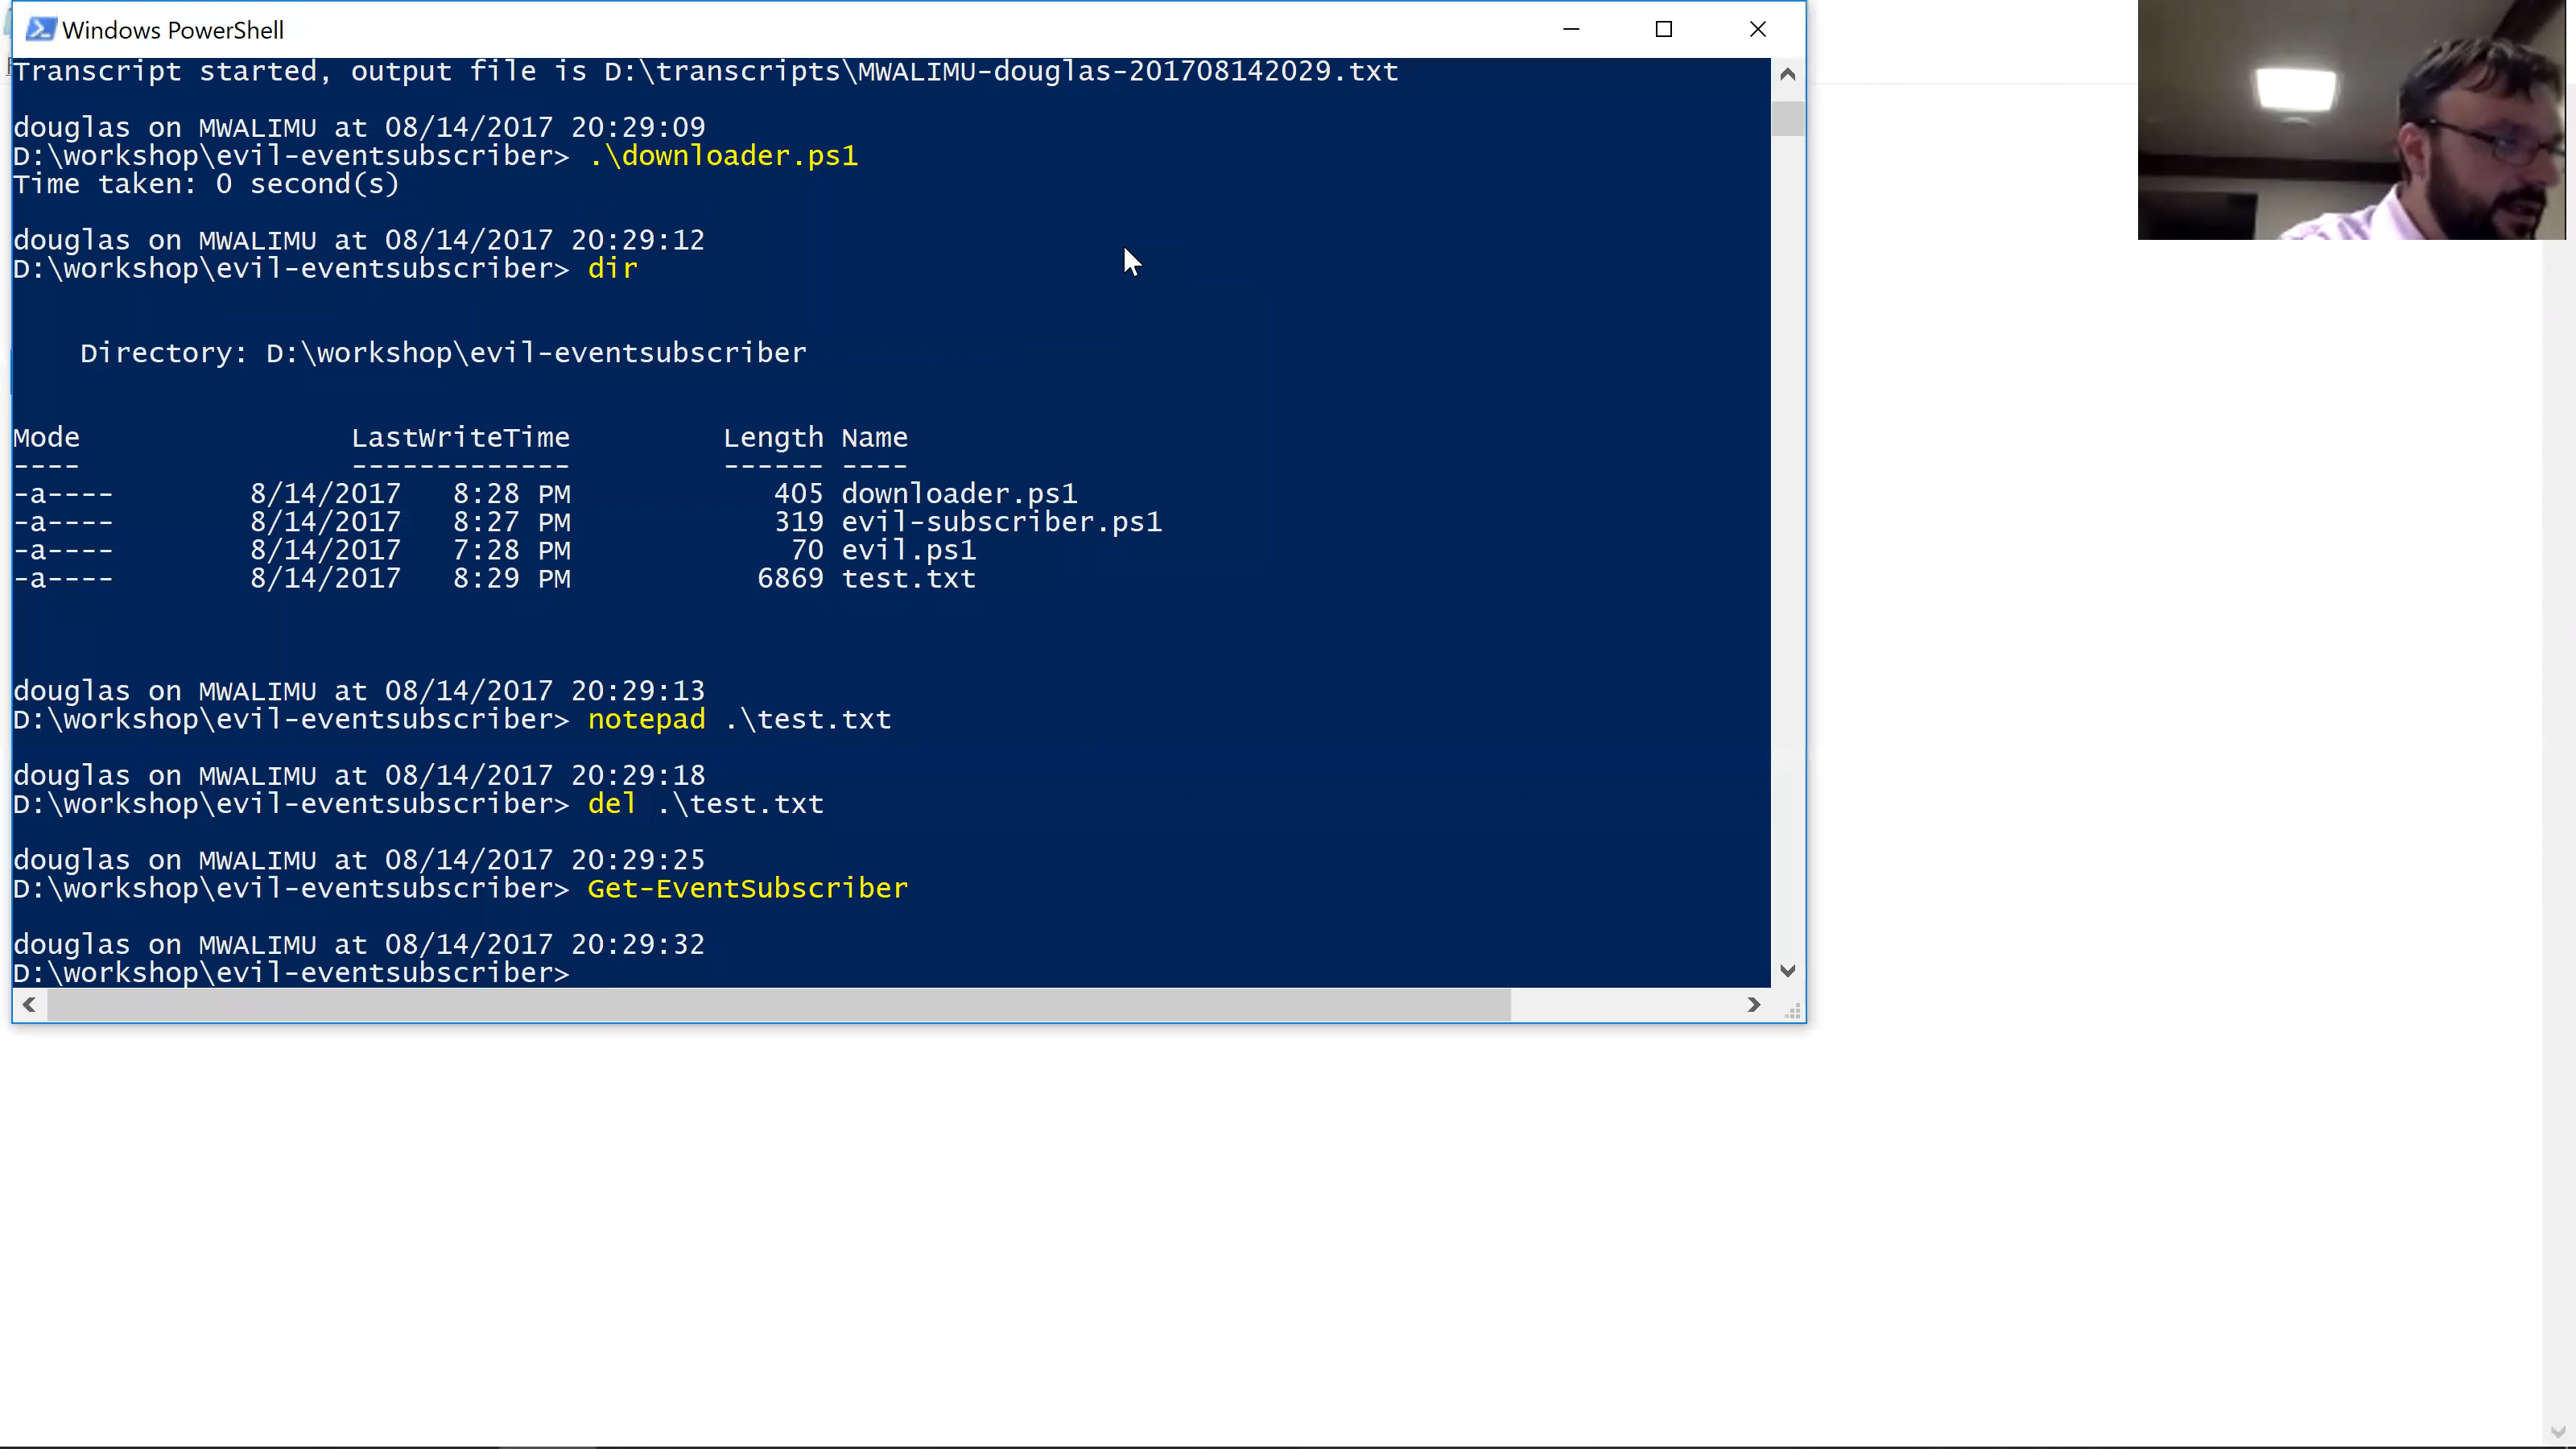 Windows PowerShell
Transcript started, output file is D:\transcripts\MWALIMU-douglas-201708142029.txt
douglas on MWALIMU at 08/14/2017 20:29:09
D:\workshop\evil-eventsubscriber> .\downloader.ps1
Time taken: 0 second(s)
douglas on MWALIMU at 08/14/2017 20:29:12
D:\workshop\evil-eventsubscriber> dir
Directory: D:\workshop\evil-eventsubscriber
Mode LastWriteTime Length Name
---- ------------- ------ ----
-a---- 8/14/2017 8:28 PM 405 downloader.ps1
-a---- 8/14/2017 8:27 PM 319 evil-subscriber.ps1
-a---- 8/14/2017 7:28 PM 70 evil.ps1
-a---- 8/14/2017 8:29 PM 6869 test.txt
douglas on MWALIMU at 08/14/2017 20:29:13
D:\workshop\evil-eventsubscriber> notepad .\test.txt
douglas on MWALIMU at 08/14/2017 20:29:18
D:\workshop\evil-eventsubscriber> del .\test.txt
douglas on MWALIMU at 08/14/2017 20:29:25
D:\workshop\evil-eventsubscriber> Get-EventSubscriber
douglas on MWALIMU at 08/14/2017 20:29:32
D:\workshop\evil-eventsubscriber>